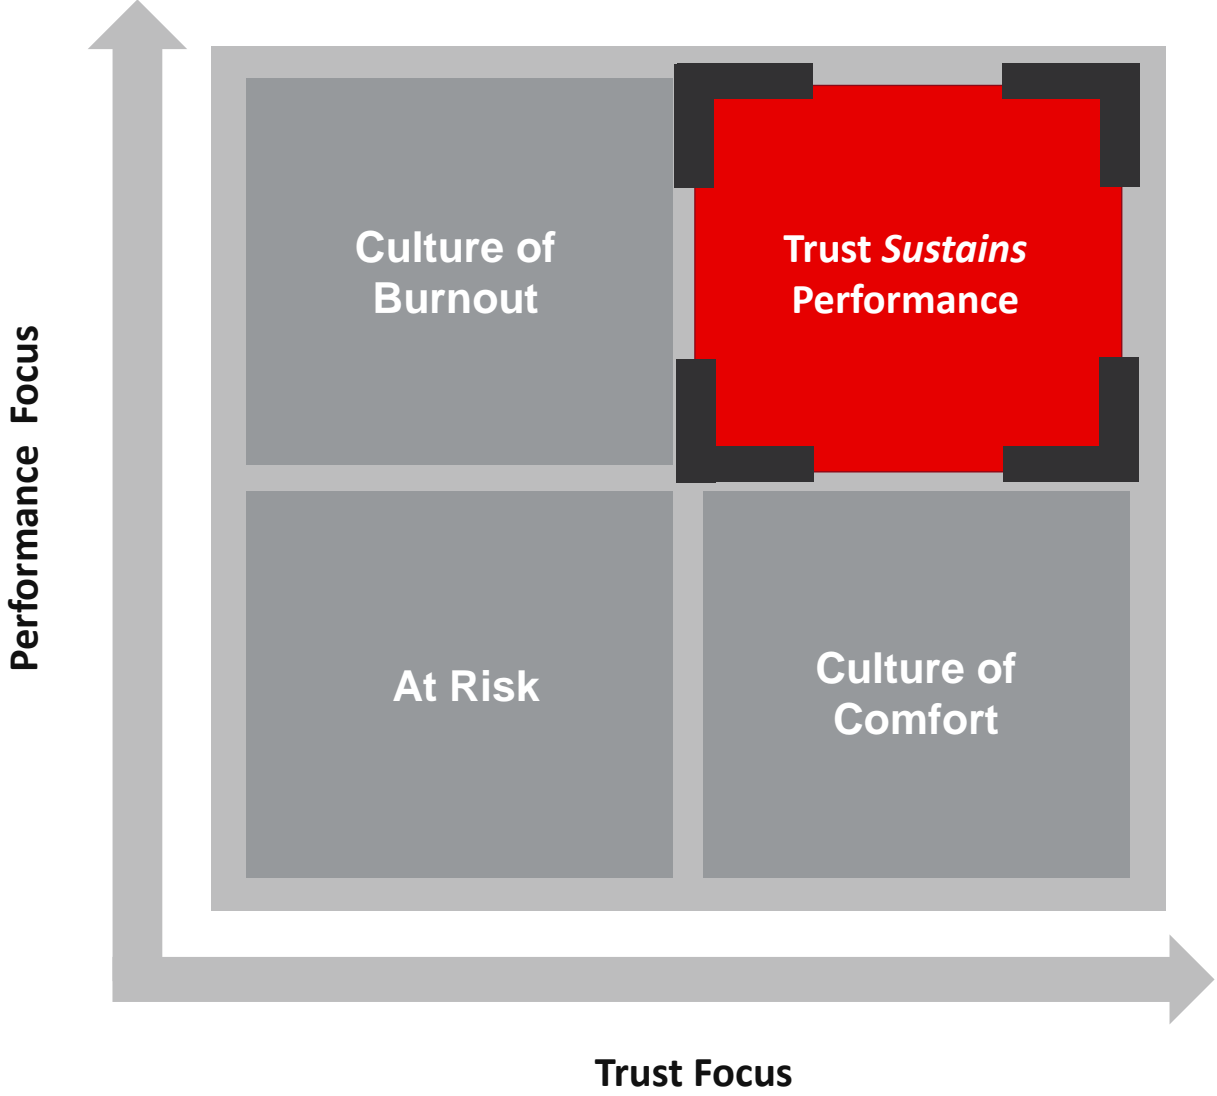 Performance Focus
Culture of
Burnout
Trust Sustains
Performance
At Risk
Culture of
Comfort
Trust Focus